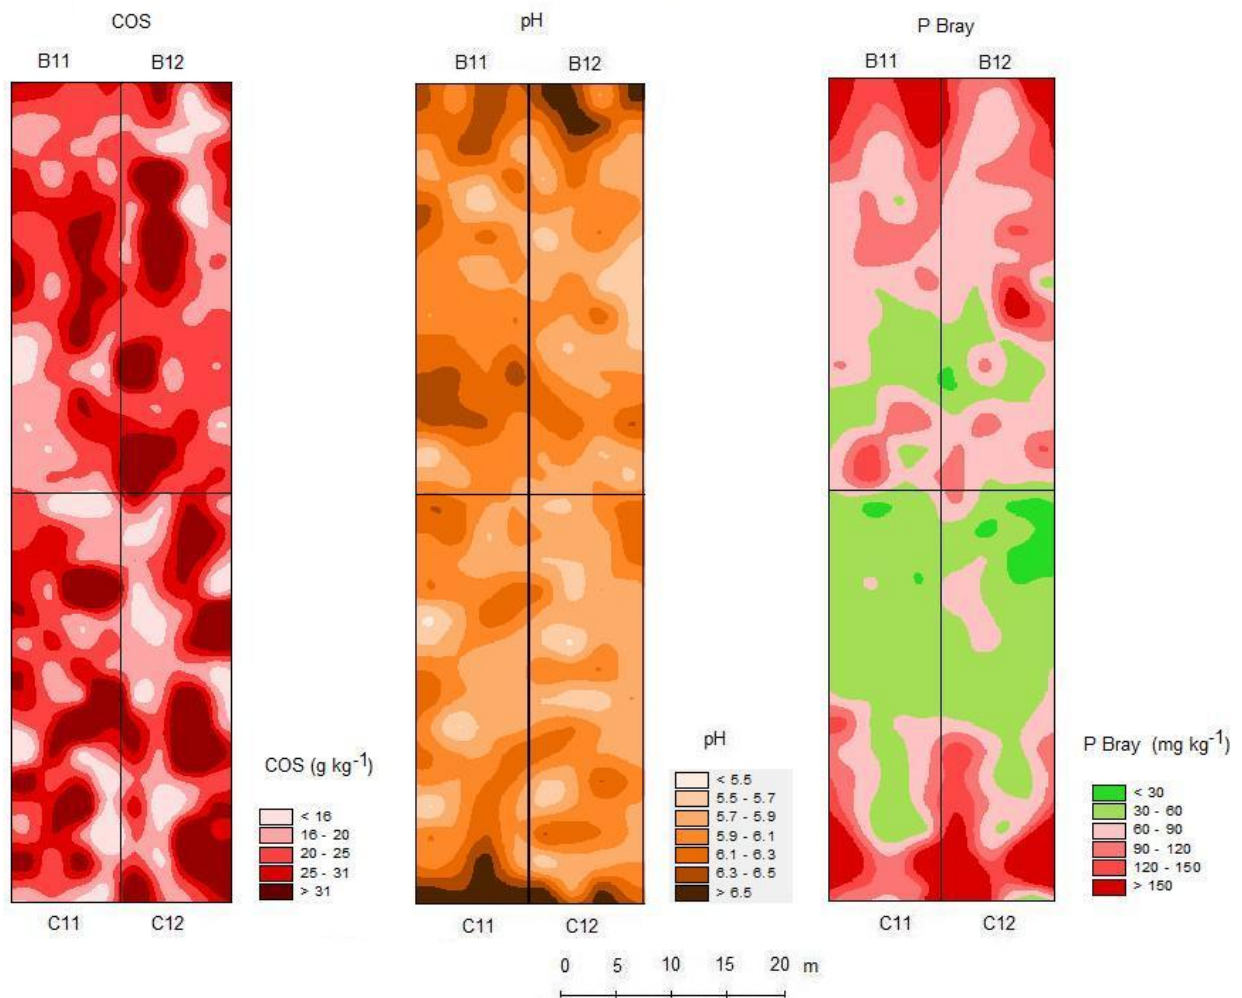 COS
pH
P Bray
B11 B12
B11 B12
B11 B12
COS (g kg⁻¹)
< 16
16 - 20
20 - 25
25 - 31
> 31
pH
< 5.5
5.5 - 5.7
5.7 - 5.9
5.9 - 6.1
6.1 - 6.3
6.3 - 6.5
> 6.5
P Bray (mg kg⁻¹)
< 30
30 - 60
60 - 90
90 - 120
120 - 150
> 150
C11 C12
C11 C12
C11 C12
0 5 10 15 20 m